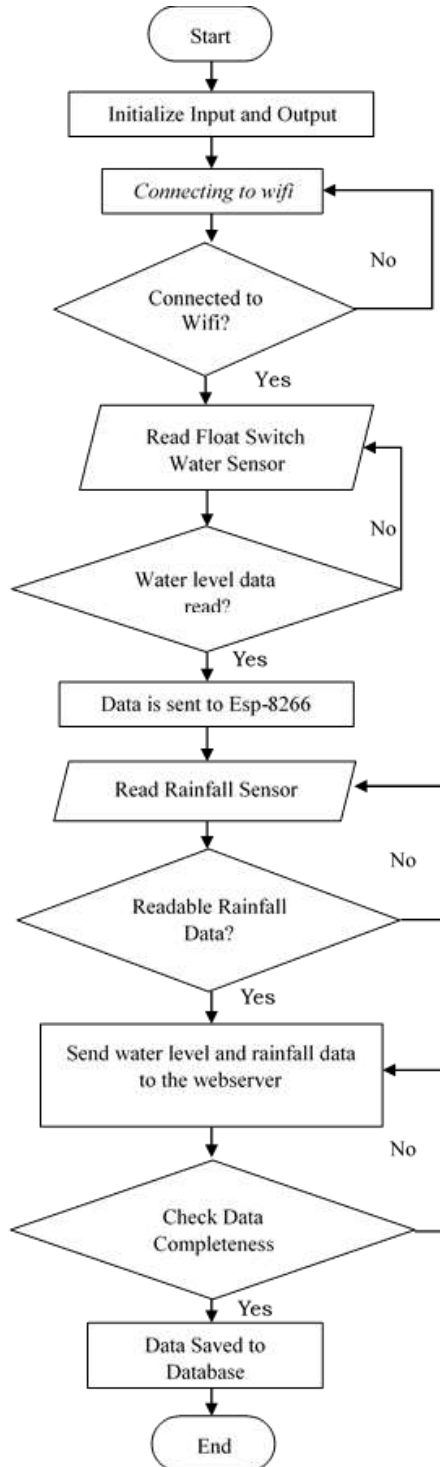 Start
Initialize Input and Output
Connecting to wifi
No
Connected to
Wifi?
Yes
Read Float Switch
Water Sensor
No
Water level data
read?
Yes
Data is sent to Esp-8266
Read Rainfall Sensor
No
Readable Rainfall
Data?
Yes
Send water level and rainfall data
to the webserver
No
Check Data
Completeness
Yes
Data Saved to
Database
End